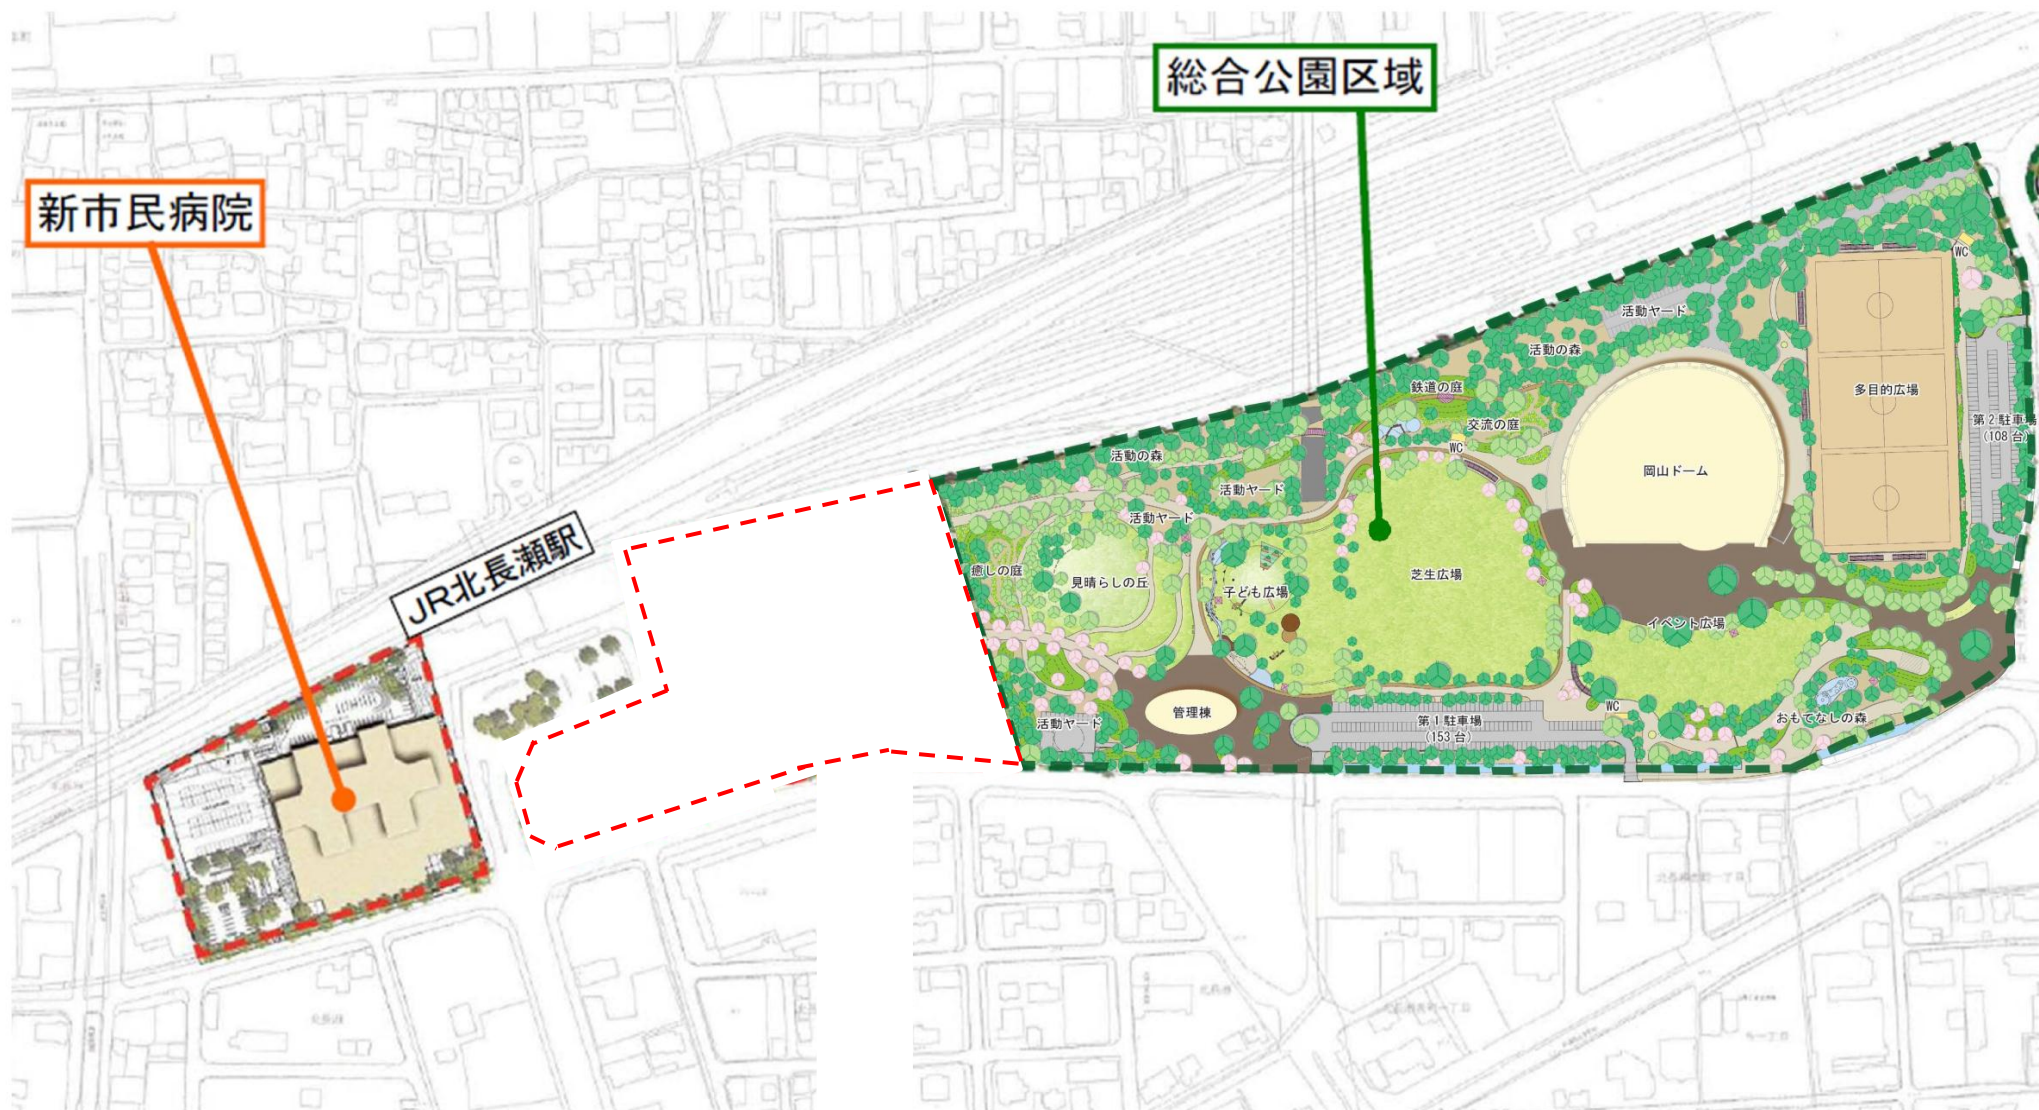 総合公園区域
新市民病院
JR北長瀬駅
WC
活動ヤード
活動の森
鉄道の庭
多目的広場
交流の庭
第2駐車場
(108台)
WC
活動の森
岡山ドーム
活動ヤード
活動ヤード
癒しの庭
見晴らしの丘
子ども広場
芝生広場
イベント広場
管理棟
WC
活動ヤード
第1駐車場
(153台)
おもてなしの森